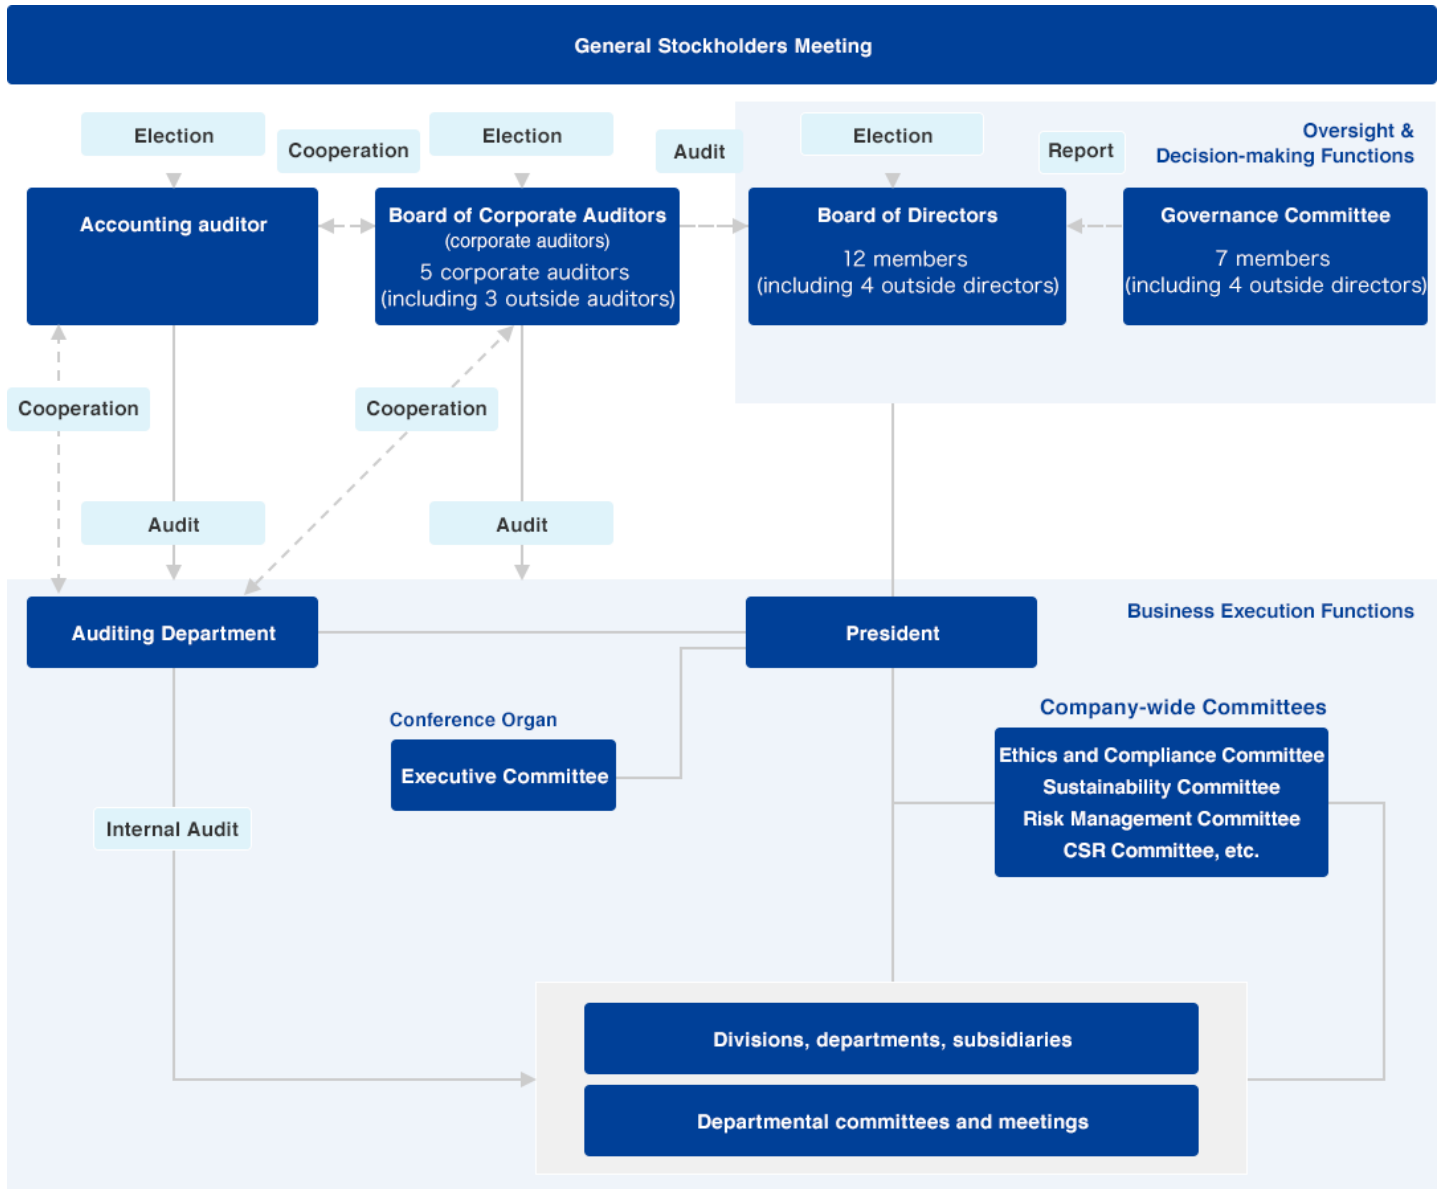 General Stockholders Meeting
Election
Cooperation
Election
Audit
Election
Report
Oversight &
Decision-making Functions
Accounting auditor
Board of Corporate Auditors
(corporate auditors)
5 corporate auditors
(including 3 outside auditors)
Board of Directors
12 members
(including 4 outside directors)
Governance Committee
7 members
(including 4 outside directors)
Cooperation
Cooperation
Audit
Audit
Business Execution Functions
Auditing Department
President
Conference Organ
Executive Committee
Company-wide Committees
Ethics and Compliance Committee
Sustainability Committee
Risk Management Committee
CSR Committee, etc.
Internal Audit
Divisions, departments, subsidiaries
Departmental committees and meetings